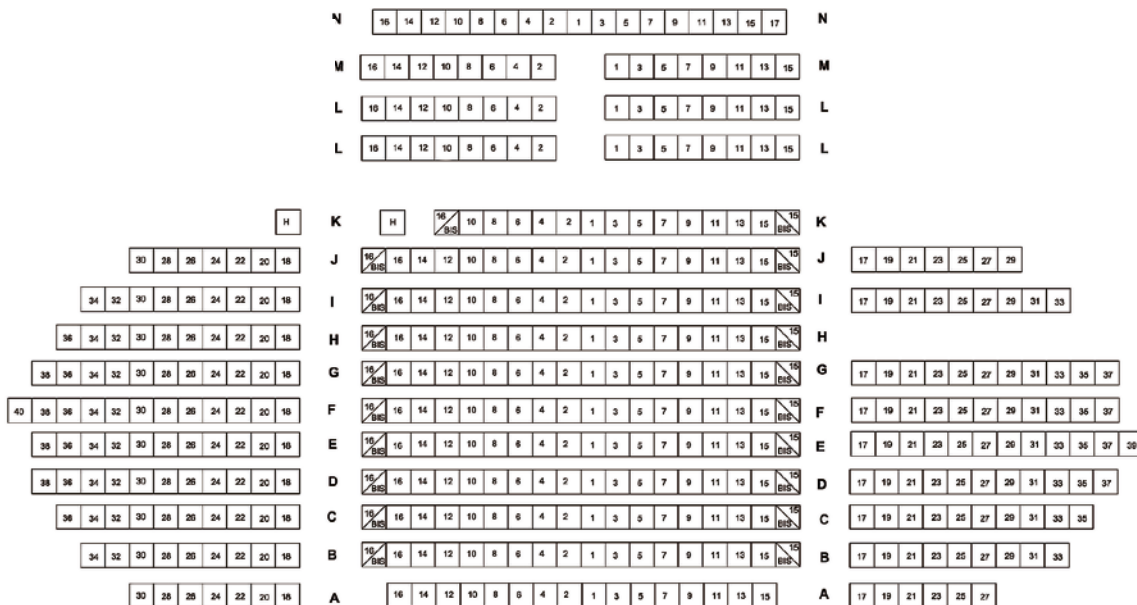 N 16 14 12 10 8 6 4 2 1 3 5 7 9 11 13 15 17 N
M 16 14 12 10 8 6 4 2 1 3 5 7 9 11 13 15 M
L 16 14 12 10 8 6 4 2 1 3 5 7 9 11 13 15 L
L 16 14 12 10 8 6 4 2 1 3 5 7 9 11 13 15 L
H K H 16 BIS 10 8 6 4 2 1 3 5 7 9 11 13 15 15 BIS K
30 28 26 24 22 20 18 J 16 BIS 16 14 12 10 8 6 4 2 1 3 5 7 9 11 13 15 15 BIS J 17 19 21 23 25 27 29
34 32 30 28 26 24 22 20 18 I 16 BIS 16 14 12 10 8 6 4 2 1 3 5 7 9 11 13 15 15 BIS I 17 19 21 23 25 27 29 31 33
36 34 32 30 28 26 24 22 20 18 H 16 BIS 16 14 12 10 8 6 4 2 1 3 5 7 9 11 13 15 15 BIS H
38 36 34 32 30 28 26 24 22 20 18 G 16 BIS 16 14 12 10 8 6 4 2 1 3 5 7 9 11 13 15 15 BIS G 17 19 21 23 25 27 29 31 33 35 37
40 38 36 34 32 30 28 26 24 22 20 18 F 16 BIS 16 14 12 10 8 6 4 2 1 3 5 7 9 11 13 15 15 BIS F 17 19 21 23 25 27 29 31 33 35 37
38 36 34 32 30 28 26 24 22 20 18 E 16 BIS 16 14 12 10 8 6 4 2 1 3 5 7 9 11 13 15 15 BIS E 17 19 21 23 25 27 29 31 33 35 37 39
38 36 34 32 30 28 26 24 22 20 18 D 16 BIS 16 14 12 10 8 6 4 2 1 3 5 7 9 11 13 15 15 BIS D 17 19 21 23 25 27 29 31 33 35 37
36 34 32 30 28 26 24 22 20 18 C 16 BIS 16 14 12 10 8 6 4 2 1 3 5 7 9 11 13 15 15 BIS C 17 19 21 23 25 27 29 31 33 35
34 32 30 28 26 24 22 20 18 B 16 BIS 16 14 12 10 8 6 4 2 1 3 5 7 9 11 13 15 15 BIS B 17 19 21 23 25 27 29 31 33
30 28 26 24 22 20 18 A 16 14 12 10 8 6 4 2 1 3 5 7 9 11 13 15 A 17 19 21 23 25 27